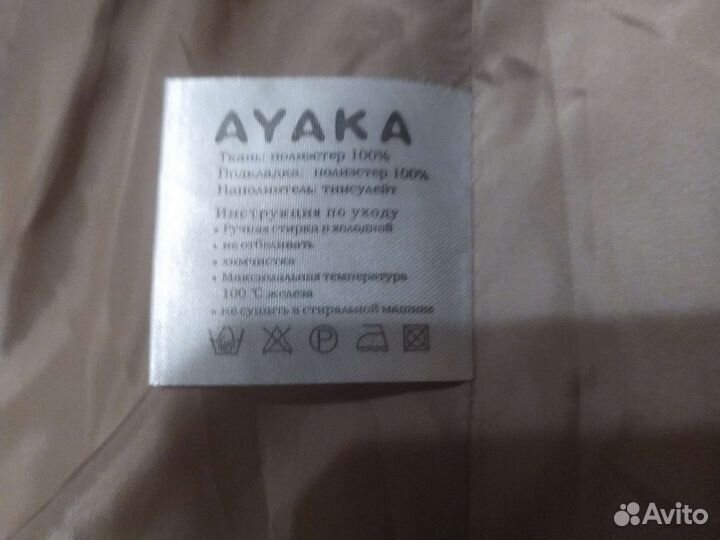 AYAKA
Ткань: полиэстер 100%
Подкладка: полиэстер 100%
Наполнитель: тинсулейт
Инструкция по уходу
• Ручная стирка в холодной
• не отбеливать
• химчистка
• Максимальная температура
100 °C железа
• не сушить в стиральной машине
P
Avito